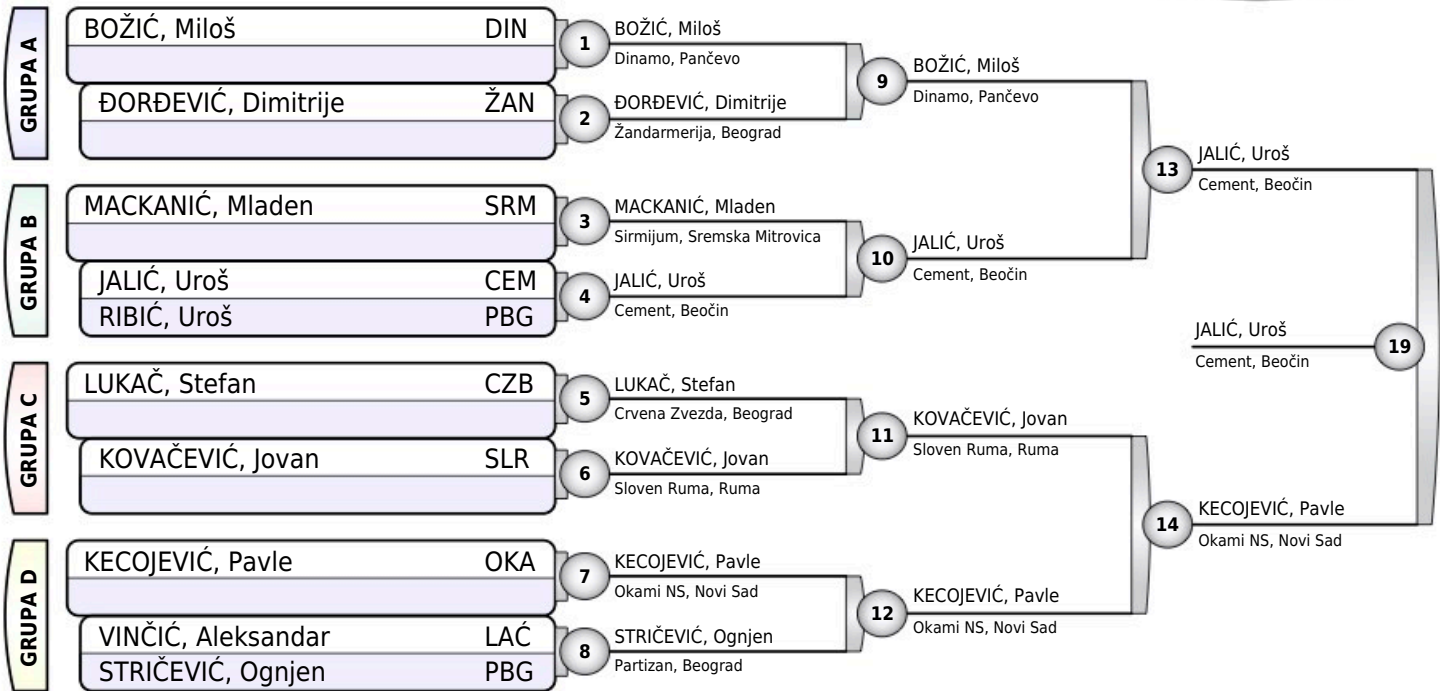 GRUPA A
BOŽIĆ, Miloš DIN
ĐORĐEVIĆ, Dimitrije ŽAN
1
BOŽIĆ, Miloš
Dinamo, Pančevo
2
ĐORĐEVIĆ, Dimitrije
Žandarmerija, Beograd
9
BOŽIĆ, Miloš
Dinamo, Pančevo
GRUPA B
MACKANIĆ, Mladen SRM
JALIĆ, Uroš CEM
RIBIĆ, Uroš PBG
3
MACKANIĆ, Mladen
Sirmijum, Sremska Mitrovica
4
JALIĆ, Uroš
Cement, Beočin
10
JALIĆ, Uroš
Cement, Beočin
13
JALIĆ, Uroš
Cement, Beočin
GRUPA C
LUKAČ, Stefan CZB
KOVAČEVIĆ, Jovan SLR
5
LUKAČ, Stefan
Crvena Zvezda, Beograd
6
KOVAČEVIĆ, Jovan
Sloven Ruma, Ruma
11
KOVAČEVIĆ, Jovan
Sloven Ruma, Ruma
GRUPA D
KECOJEVIĆ, Pavle OKA
VINČIĆ, Aleksandar LAĆ
STRIČEVIĆ, Ognjen PBG
7
KECOJEVIĆ, Pavle
Okami NS, Novi Sad
8
STRIČEVIĆ, Ognjen
Partizan, Beograd
12
KECOJEVIĆ, Pavle
Okami NS, Novi Sad
14
KECOJEVIĆ, Pavle
Okami NS, Novi Sad
JALIĆ, Uroš
Cement, Beočin
19